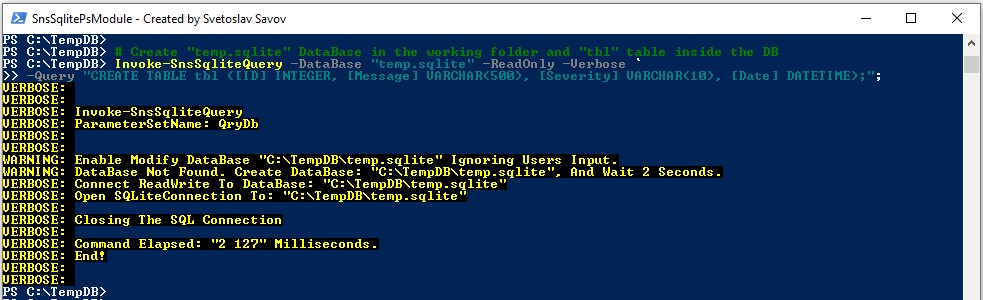 SnsSqlitePsModule - Created by Svetoslav Savov
PS C:\TempDB>
PS C:\TempDB> # Create "temp.sqlite" DataBase in the working folder and "tbl" table inside the DB
PS C:\TempDB> Invoke-SnsSqliteQuery -DataBase "temp.sqlite" -ReadOnly -Verbose `
>> -Query "CREATE TABLE tbl ([ID] INTEGER, [Message] VARCHAR(500), [Severity] VARCHAR(10), [Date] DATETIME);";
VERBOSE:
VERBOSE:
VERBOSE: Invoke-SnsSqliteQuery
VERBOSE: ParameterSetName: QryDb
VERBOSE:
VERBOSE:
WARNING: Enable Modify DataBase "C:\TempDB\temp.sqlite" Ignoring Users Input.
WARNING: DataBase Not Found. Create DataBase: "C:\TempDB\temp.sqlite", And Wait 2 Seconds.
VERBOSE: Connect ReadWrite To DataBase: "C:\TempDB\temp.sqlite"
VERBOSE: Open SQLiteConnection To: "C:\TempDB\temp.sqlite"
VERBOSE:
VERBOSE: Closing The SQL Connection
VERBOSE:
VERBOSE: Command Elapsed: "2 127" Milliseconds.
VERBOSE: End!
VERBOSE:
VERBOSE:
PS C:\TempDB>